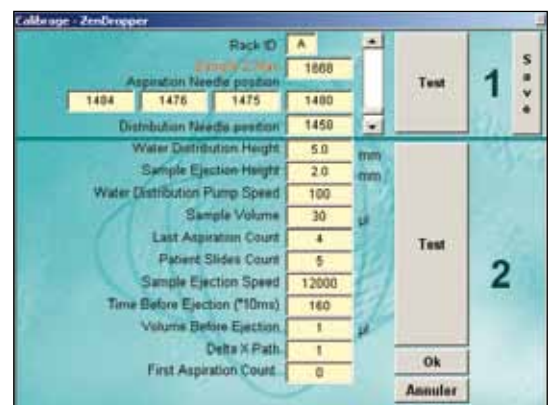 Calibrage - ZenDropper
Rack ID A
Sample Z Max 1668
Aspiration Needle position
1484 1476 1475 1480
Distribution Needle position 1450
Test
1
Save
Water Distribution Height 5.0 mm
Sample Ejection Height 2.0 mm
Water Distribution Pump Speed 100
Sample Volume 30 µl
Last Aspiration Count 4
Patient Slides Count 5
Sample Ejection Speed 12000
Time Before Ejection (*10ms) 160
Volume Before Ejection 1 µl
Delta X Path 1
First Aspiration Count 0
Test
2
Ok
Annuler